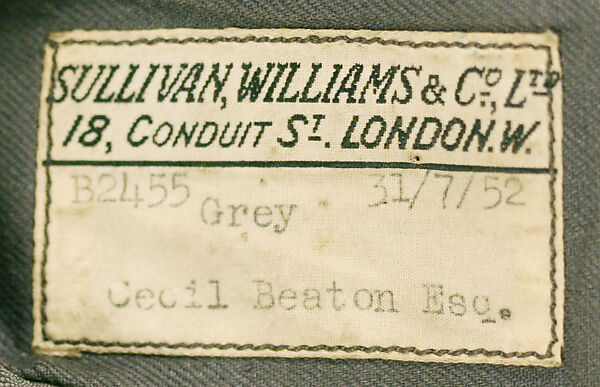 SULLIVAN, WILLIAMS & Co., LTD
18, CONDUIT ST. LONDON. W.
B2455 31/7/52
Grey
Cecil Beaton Esq.